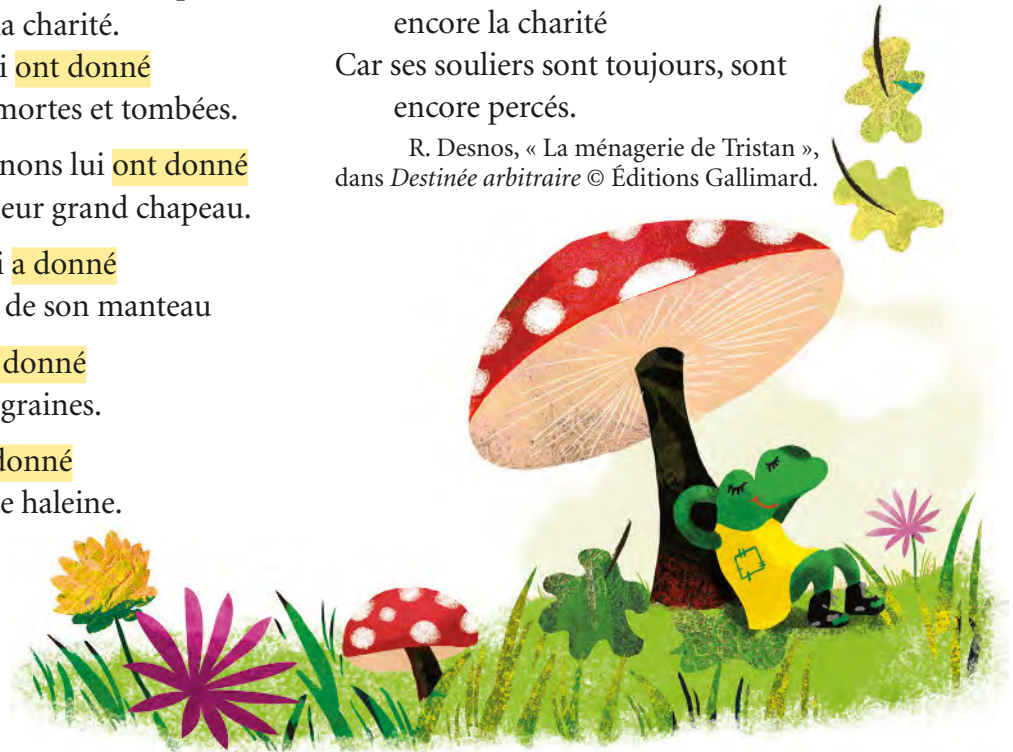 la charité.
ont donné
mortes et tombées.
lui ont donné
leur grand chapeau.
a donné
de son manteau
donné
graines.
donné
haleine.
encore la charité
Car ses souliers sont toujours, sont
encore percés.
R. Desnos, « La ménagerie de Tristan »,
dans Destinée arbitraire © Éditions Gallimard.